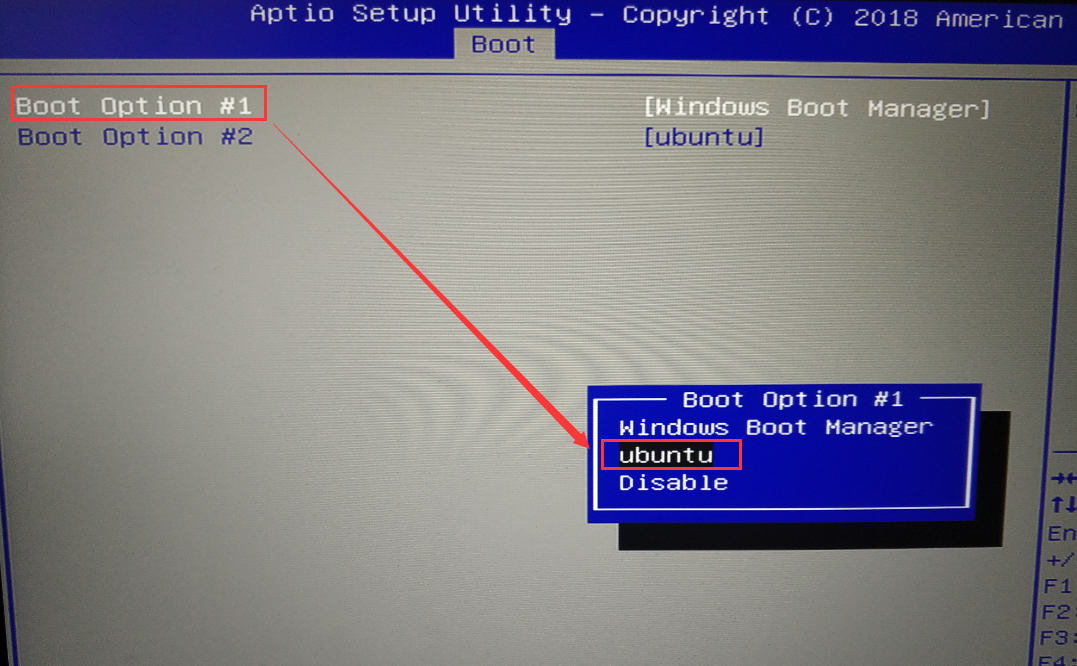 Aptio Setup Utility – Copyright (C) 2018 American
Boot
Boot Option #1 [Windows Boot Manager]
Boot Option #2 [ubuntu]
Boot Option #1
Windows Boot Manager
ubuntu
Disable
→←
↑↓
En
+/
F1
F2:
F3:
F4: